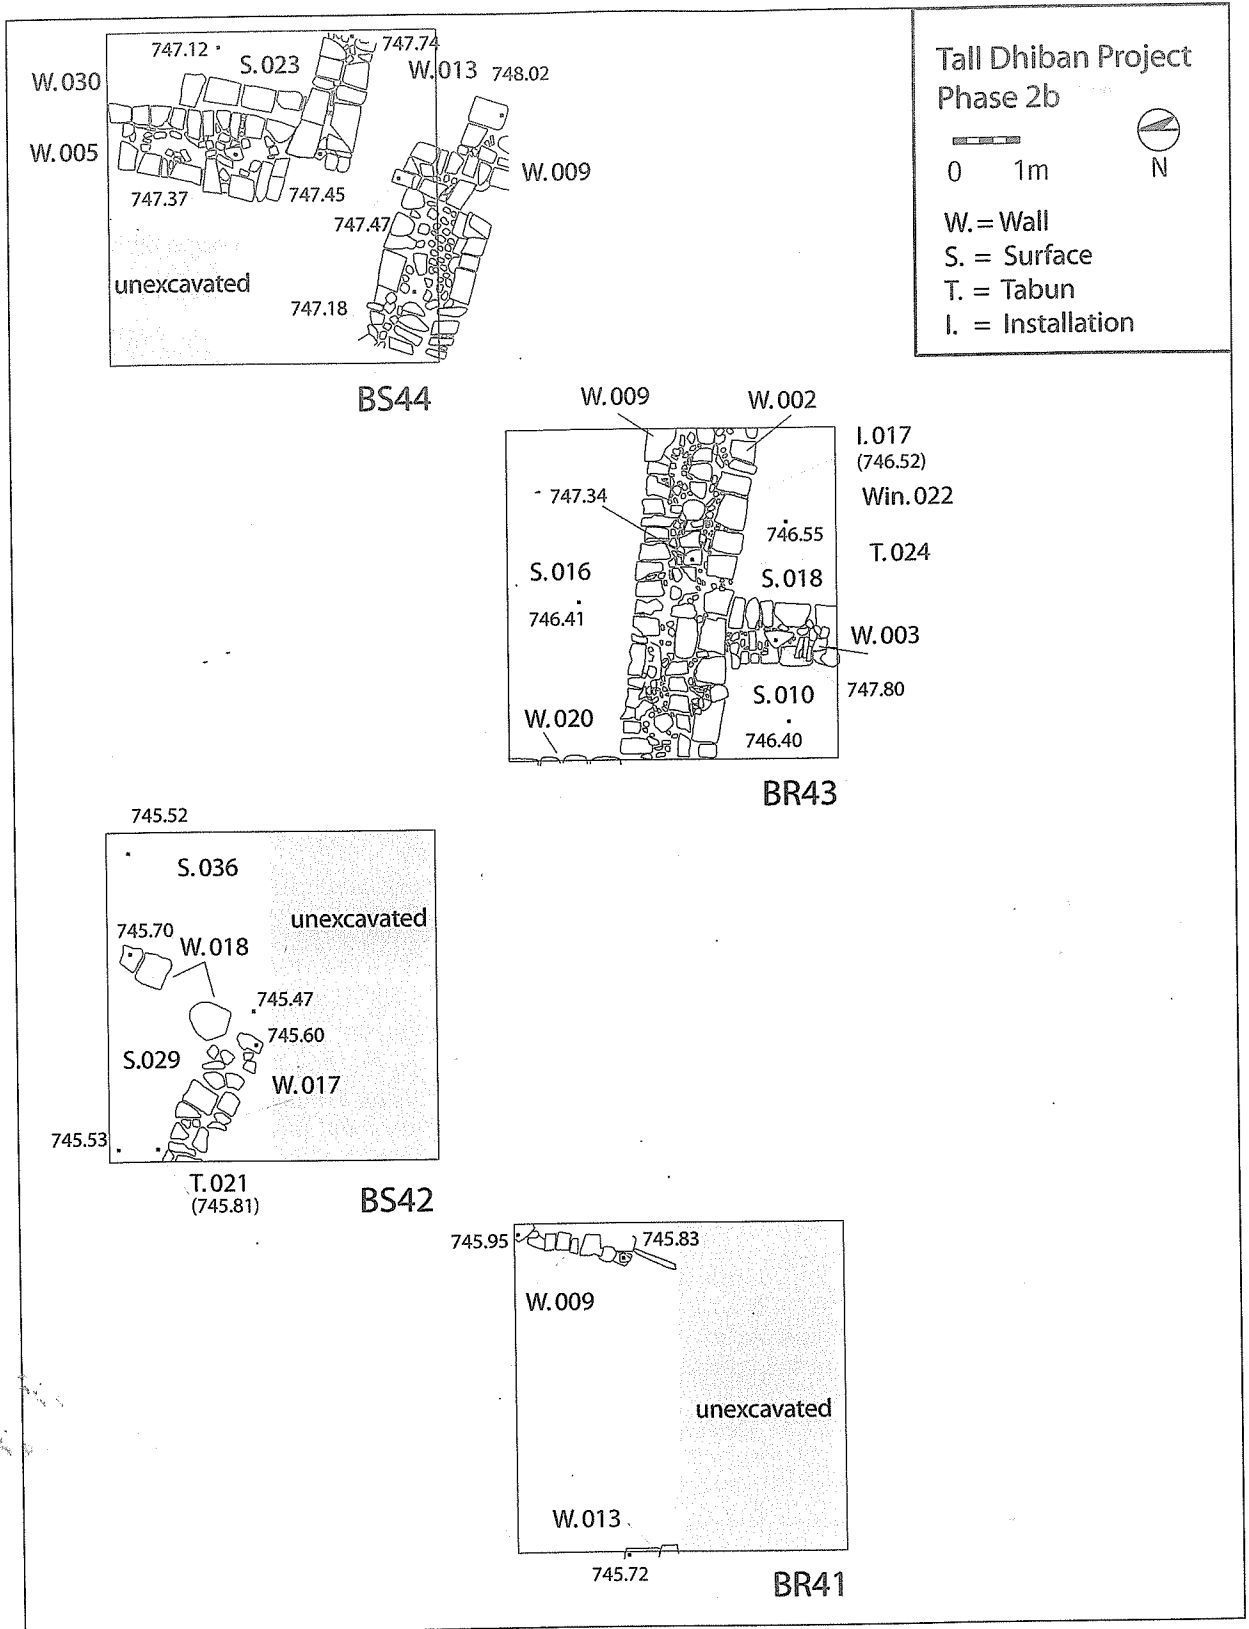 Tall Dhiban Project
Phase 2b
0 1m
N
W. = Wall
S. = Surface
T. = Tabun
I. = Installation
747.12
S.023
747.74
W.030
W.013
748.02
W.005
W.009
747.37
747.45
747.47
unexcavated
747.18
BS44
W.009
W.002
I.017
(746.52)
747.34
Win.022
746.55
T.024
S.016
S.018
746.41
W.003
S.010
747.80
W.020
746.40
BR43
745.52
S.036
unexcavated
745.70
W.018
745.47
745.60
S.029
W.017
745.53
T.021
(745.81)
BS42
745.95
745.83
W.009
unexcavated
W.013
745.72
BR41